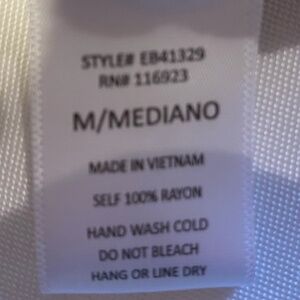 STYLE# EB41329
RN# 116923
M/MEDIANO
MADE IN VIETNAM
SELF 100% RAYON
HAND WASH COLD
DO NOT BLEACH
HANG OR LINE DRY